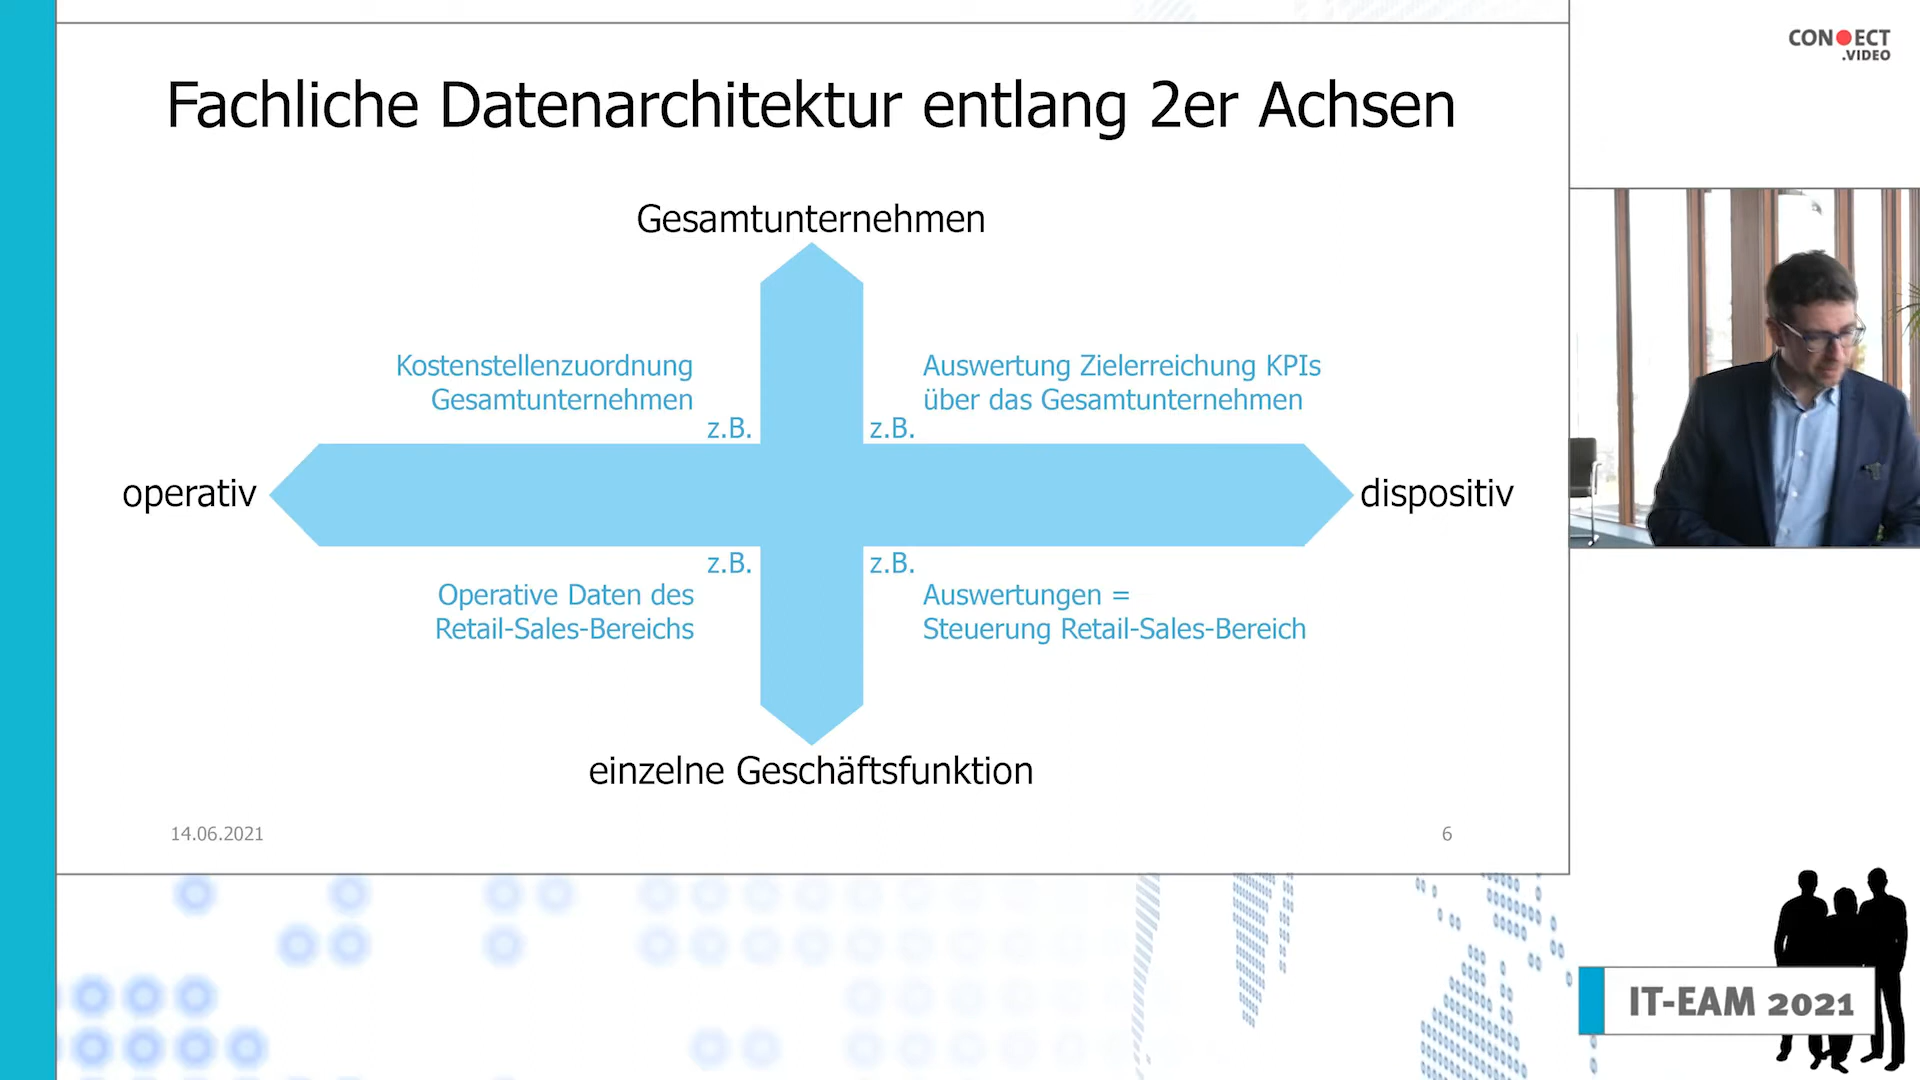 CONECT
.VIDEO
Fachliche Datenarchitektur entlang 2er Achsen
Gesamtunternehmen
Kostenstellenzuordnung
Gesamtunternehmen
z.B.
Auswertung Zielerreichung KPIs
über das Gesamtunternehmen
z.B.
operativ
dispositiv
z.B.
Operative Daten des
Retail-Sales-Bereichs
z.B.
Auswertungen =
Steuerung Retail-Sales-Bereich
einzelne Geschäftsfunktion
14.06.2021
6
IT-EAM 2021